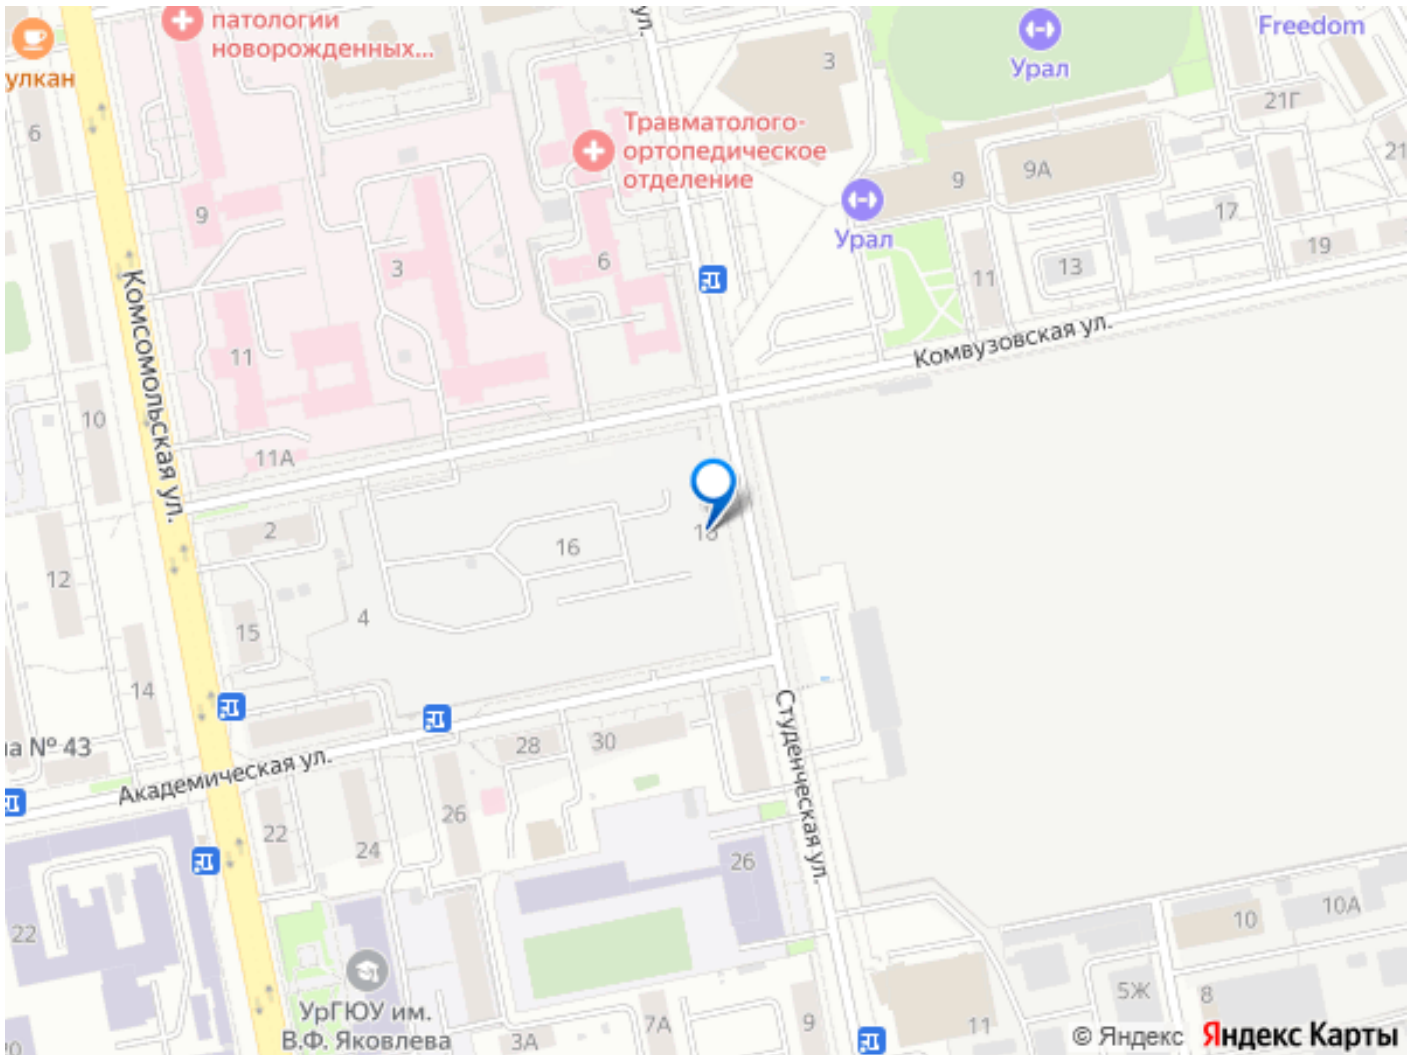 патологии
новорожденных...
улкан
ул.
3
Урал
Freedom
21Г
6
Травматолого-
ортопедическое
отделение
9
9А
21
9
Урал
17
19
3
6
11
13
Комсомольская ул.
11
Комвузовская ул.
10
11А
2
16
12
4
15
14
Студенческая ул.
а № 43
28
30
Академическая ул.
26
22
24
26
22
10
10А
УрГЮУ им.
В.Ф. Яковлева
3А
7А
9
11
5Ж
8
© Яндекс
Яндекс Карты